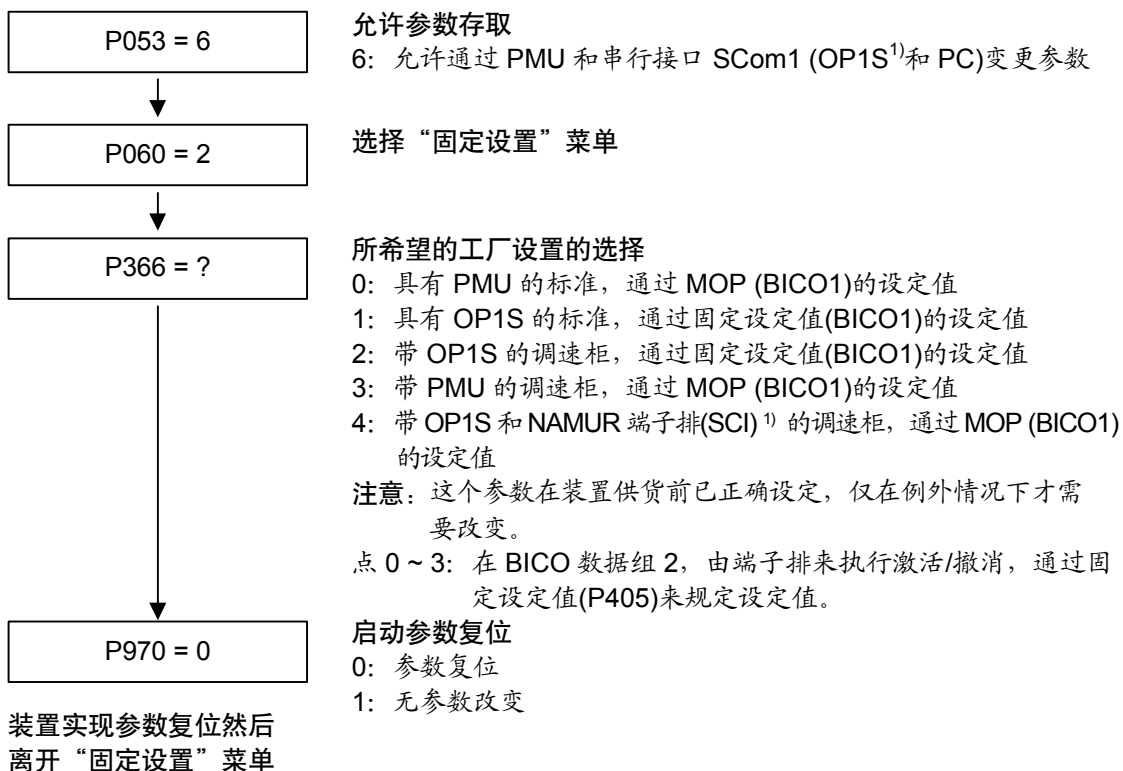 P053 = 6
允许参数存取
6：允许通过 PMU 和串行接口 SCom1 (OP1S1)和 PC)变更参数
P060 = 2
选择“固定设置”菜单
P366 = ?
所希望的工厂设置的选择
0：具有 PMU 的标准，通过 MOP (BICO1)的设定值
1：具有 OP1S 的标准，通过固定设定值(BICO1)的设定值
2：带 OP1S 的调速柜，通过固定设定值(BICO1)的设定值
3：带 PMU 的调速柜，通过 MOP (BICO1)的设定值
4：带 OP1S 和 NAMUR 端子排(SCI) 1) 的调速柜，通过 MOP (BICO1)
的设定值
注意：这个参数在装置供货前已正确设定，仅在例外情况下才需
要改变。
点 0 ~ 3：在 BICO 数据组 2，由端子排来执行激活/撤消，通过固
定设定值(P405)来规定设定值。
P970 = 0
启动参数复位
0：参数复位
1：无参数改变
装置实现参数复位然后
离开“固定设置”菜单